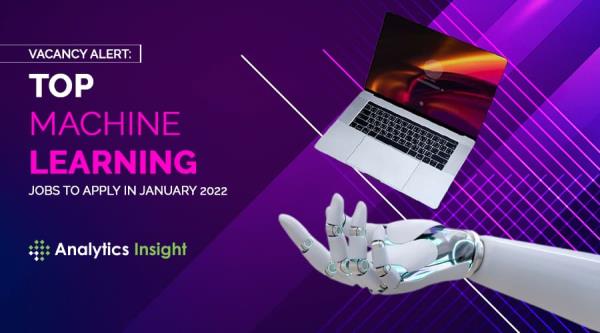 VACANCY ALERT:
TOP
MACHINE
LEARNING
JOBS TO APPLY IN JANUARY 2022
Analytics Insight